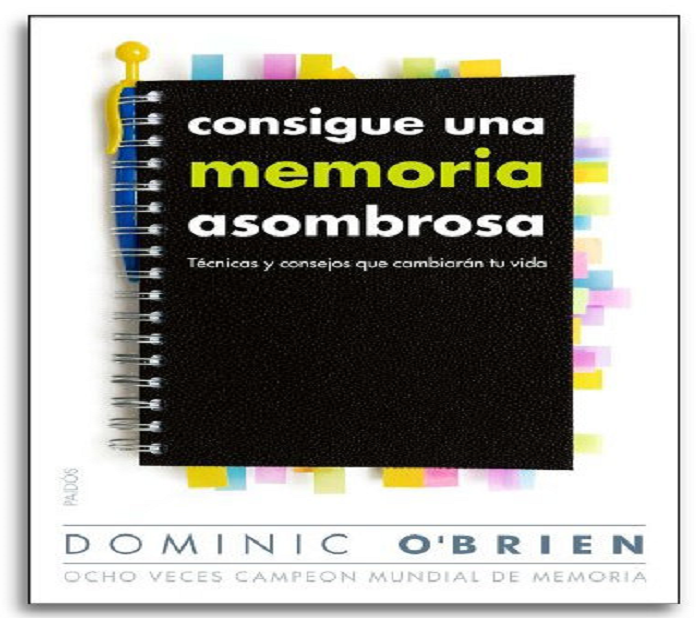 consigue una
memoria
asombrosa
Técnicas y consejos que cambiarán tu vida
PAIDÓS
DOMINIC O'BRIEN
OCHO VECES CAMPEON MUNDIAL DE MEMORIA